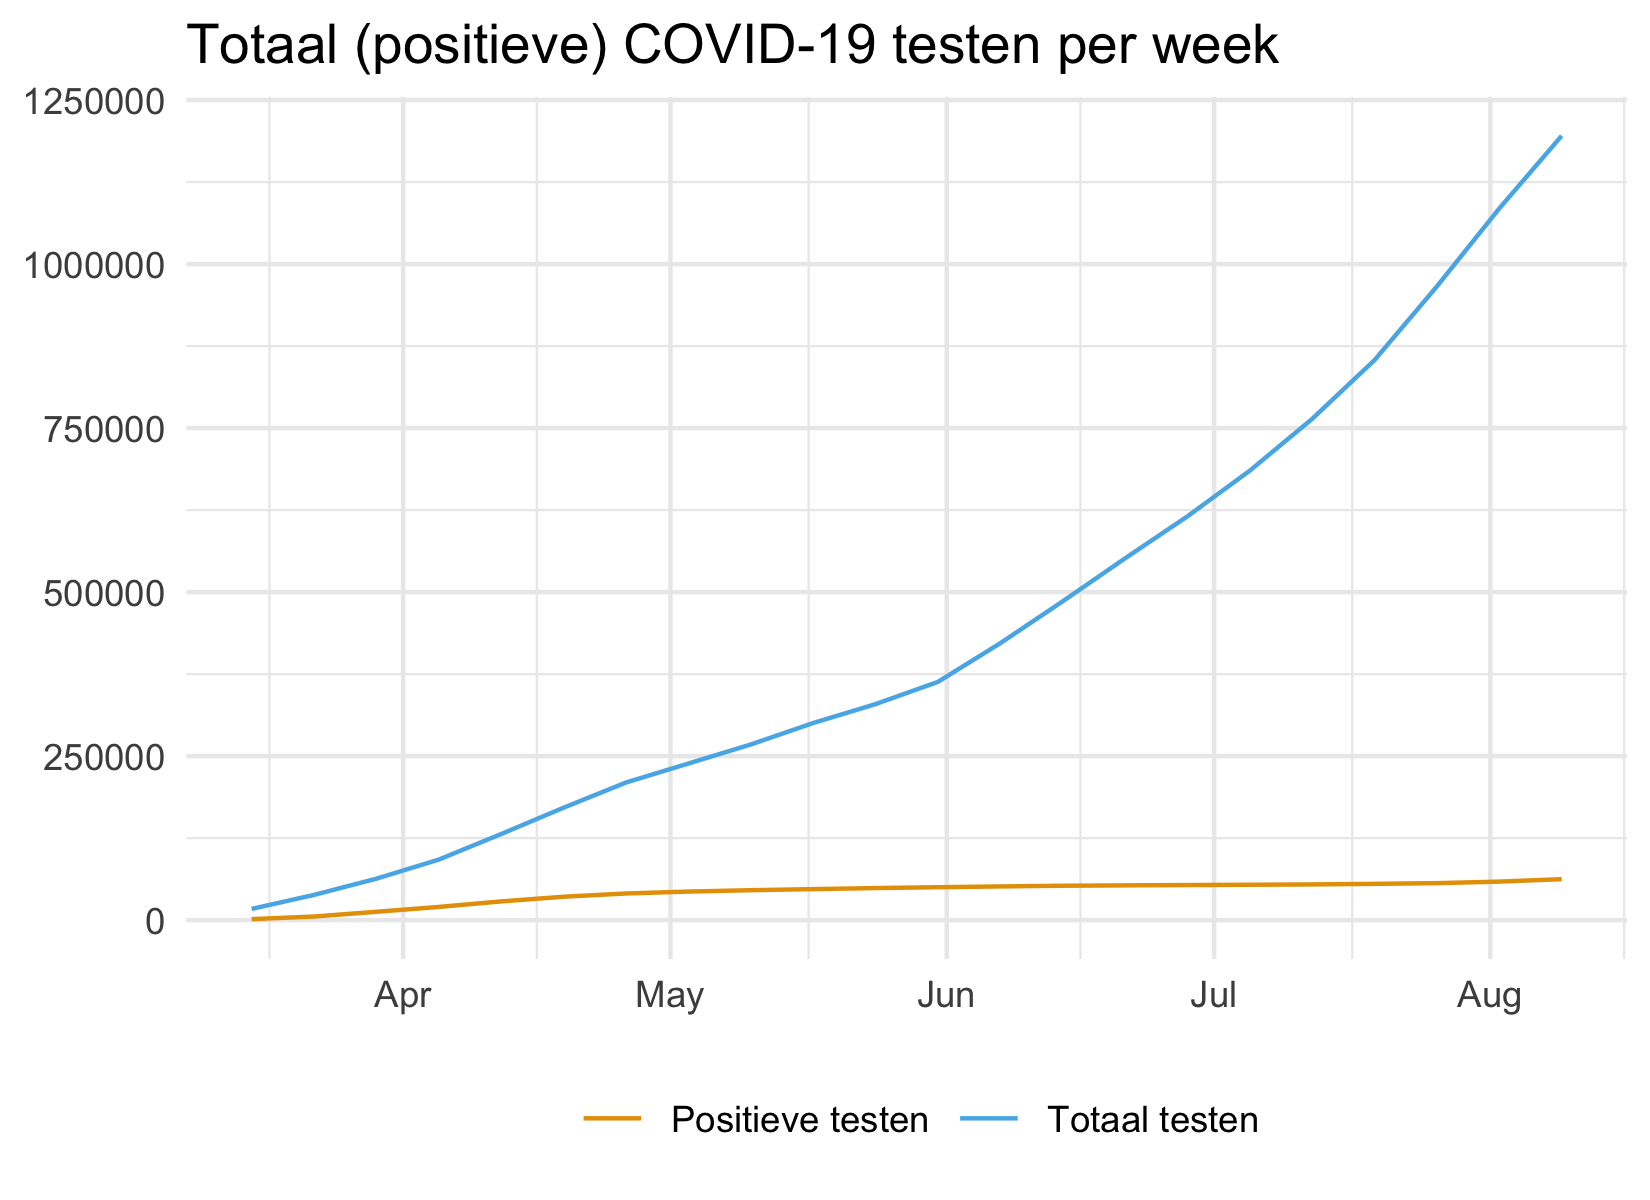 Totaal (positieve) COVID-19 testen per week
1250000
1000000
750000
500000
250000
0
Apr May Jun Jul Aug
Positieve testen Totaal testen